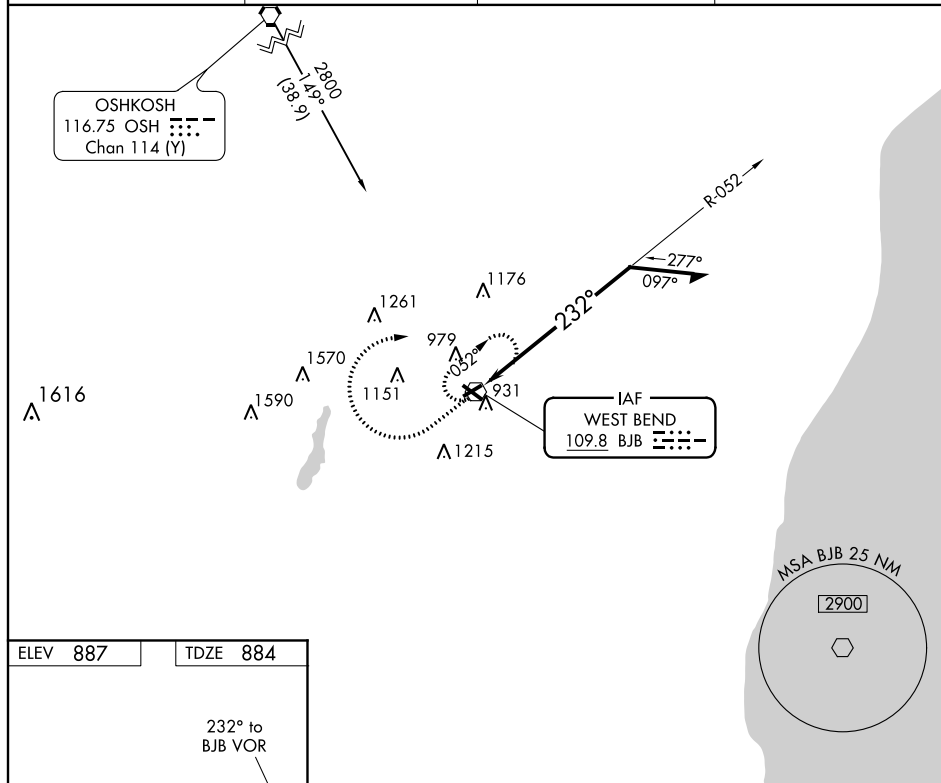 OSHKOSH
116.75 OSH
Chan 114 (Y)
2800
149°
(38.9)
R-052
277°
097°
232°
1176
1261
979
052°
1570
1151
931
1616
1590
IAF
WEST BEND
109.8 BJB
1215
MSA BJB 25 NM
2900
ELEV 887
TDZE 884
232° to
BJB VOR